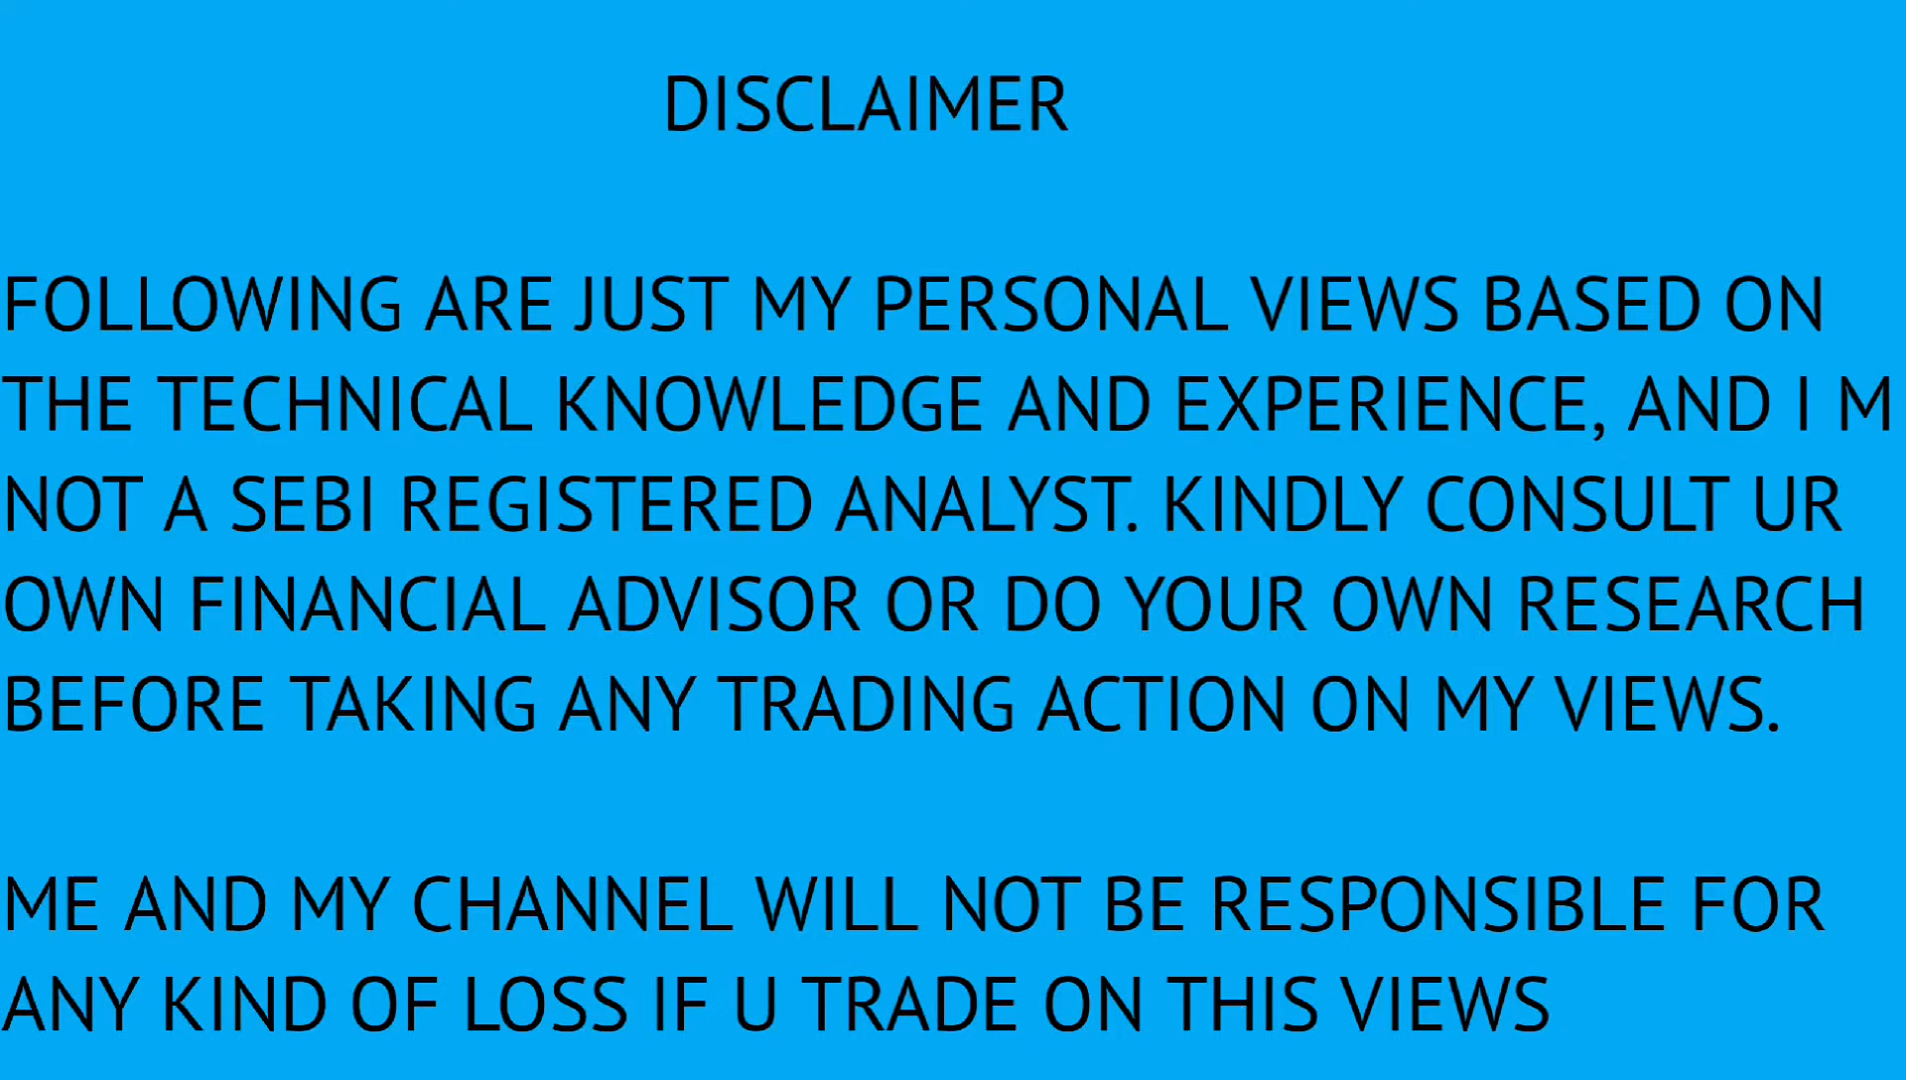 DISCLAIMER
FOLLOWING ARE JUST MY PERSONAL VIEWS BASED ON
THE TECHNICAL KNOWLEDGE AND EXPERIENCE, AND I M
NOT A SEBI REGISTERED ANALYST. KINDLY CONSULT UR
OWN FINANCIAL ADVISOR OR DO YOUR OWN RESEARCH
BEFORE TAKING ANY TRADING ACTION ON MY VIEWS.
ME AND MY CHANNEL WILL NOT BE RESPONSIBLE FOR
ANY KIND OF LOSS IF U TRADE ON THIS VIEWS